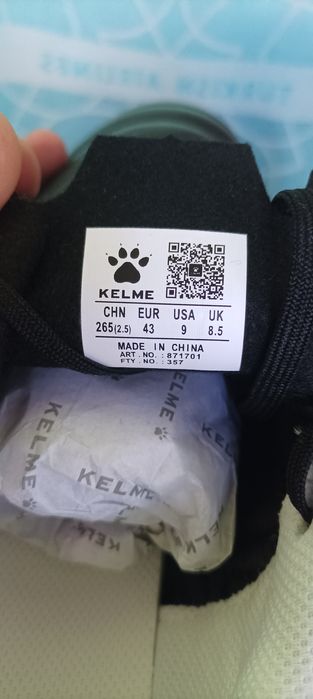 KELME
CHN EUR USA UK
265(2.5) 43 9 8.5
MADE IN CHINA
ART. NO. : 871701
FTY. NO. : 357
KELME
KELME
KELME
KELME